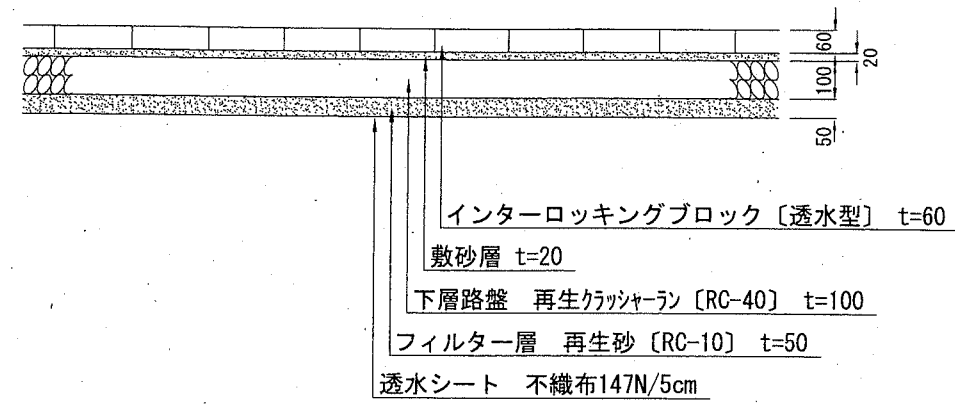 60
20
100
50
インターロッキングブロック〔透水型〕 t=60
敷砂層 t=20
下層路盤 再生クラッシャーラン〔RC-40〕 t=100
フィルター層 再生砂〔RC-10〕 t=50
透水シート 不織布147N/5cm